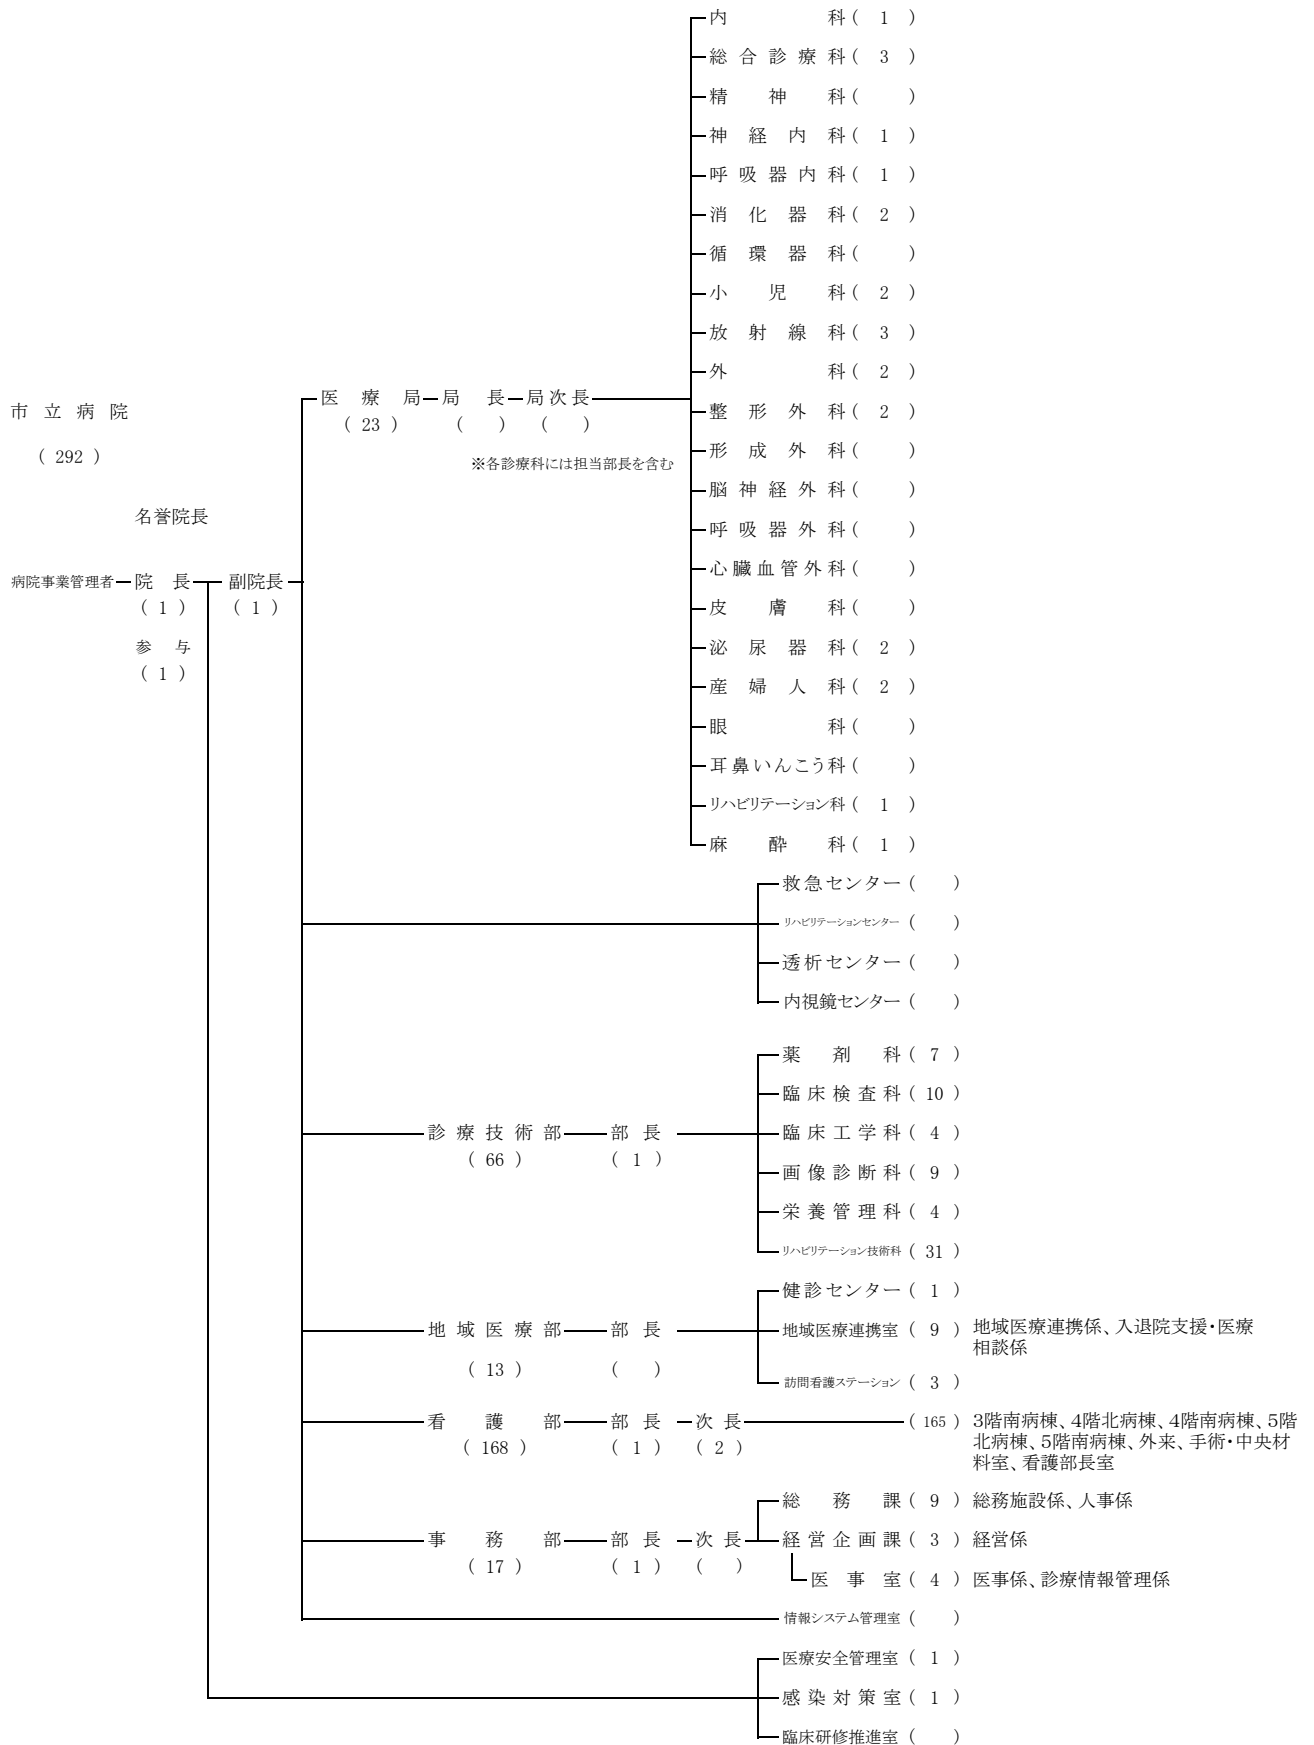 内科( 1 )
総合診療科( 3 )
精神科( )
神経内科( 1 )
呼吸器内科( 1 )
消化器科( 2 )
循環器科( )
小児科( 2 )
放射線科( 3 )
外科( 2 )
医療局 局長 局次長
( 23 ) ( ) ( )
市立病院
( 292 )
整形外科( 2 )
形成外科( )
※各診療科には担当部長を含む
脳神経外科( )
名誉院長
呼吸器外科( )
心臓血管外科( )
病院事業管理者 院長 副院長
( 1 ) ( 1 )
皮膚科( )
参与
( 1 )
泌尿器科( 2 )
産婦人科( 2 )
眼科( )
耳鼻いんこう科( )
リハビリテーション科( 1 )
麻酔科( 1 )
救急センター( )
リハビリテーションセンター( )
透析センター( )
内視鏡センター( )
薬剤科( 7 )
臨床検査科( 10 )
診療技術部 部長 臨床工学科( 4 )
( 66 ) ( 1 )
画像診断科( 9 )
栄養管理科( 4 )
リハビリテーション技術科( 31 )
健診センター( 1 )
地域医療部 部長 地域医療連携室( 9 ) 地域医療連携係、入退院支援・医療
相談係
( 13 ) ( )
訪問看護ステーション( 3 )
看護部 部長 次長 ( 165 ) 3階南病棟、4階北病棟、4階南病棟、5階
( 168 ) ( 1 ) ( 2 ) 北病棟、5階南病棟、外来、手術・中央材
料室、看護部長室
総務課( 9 ) 総務施設係、人事係
事務部 部長 次長 経営企画課( 3 ) 経営係
( 17 ) ( 1 ) ( )
医事室( 4 ) 医事係、診療情報管理係
情報システム管理室( )
医療安全管理室( 1 )
感染対策室( 1 )
臨床研修推進室( )